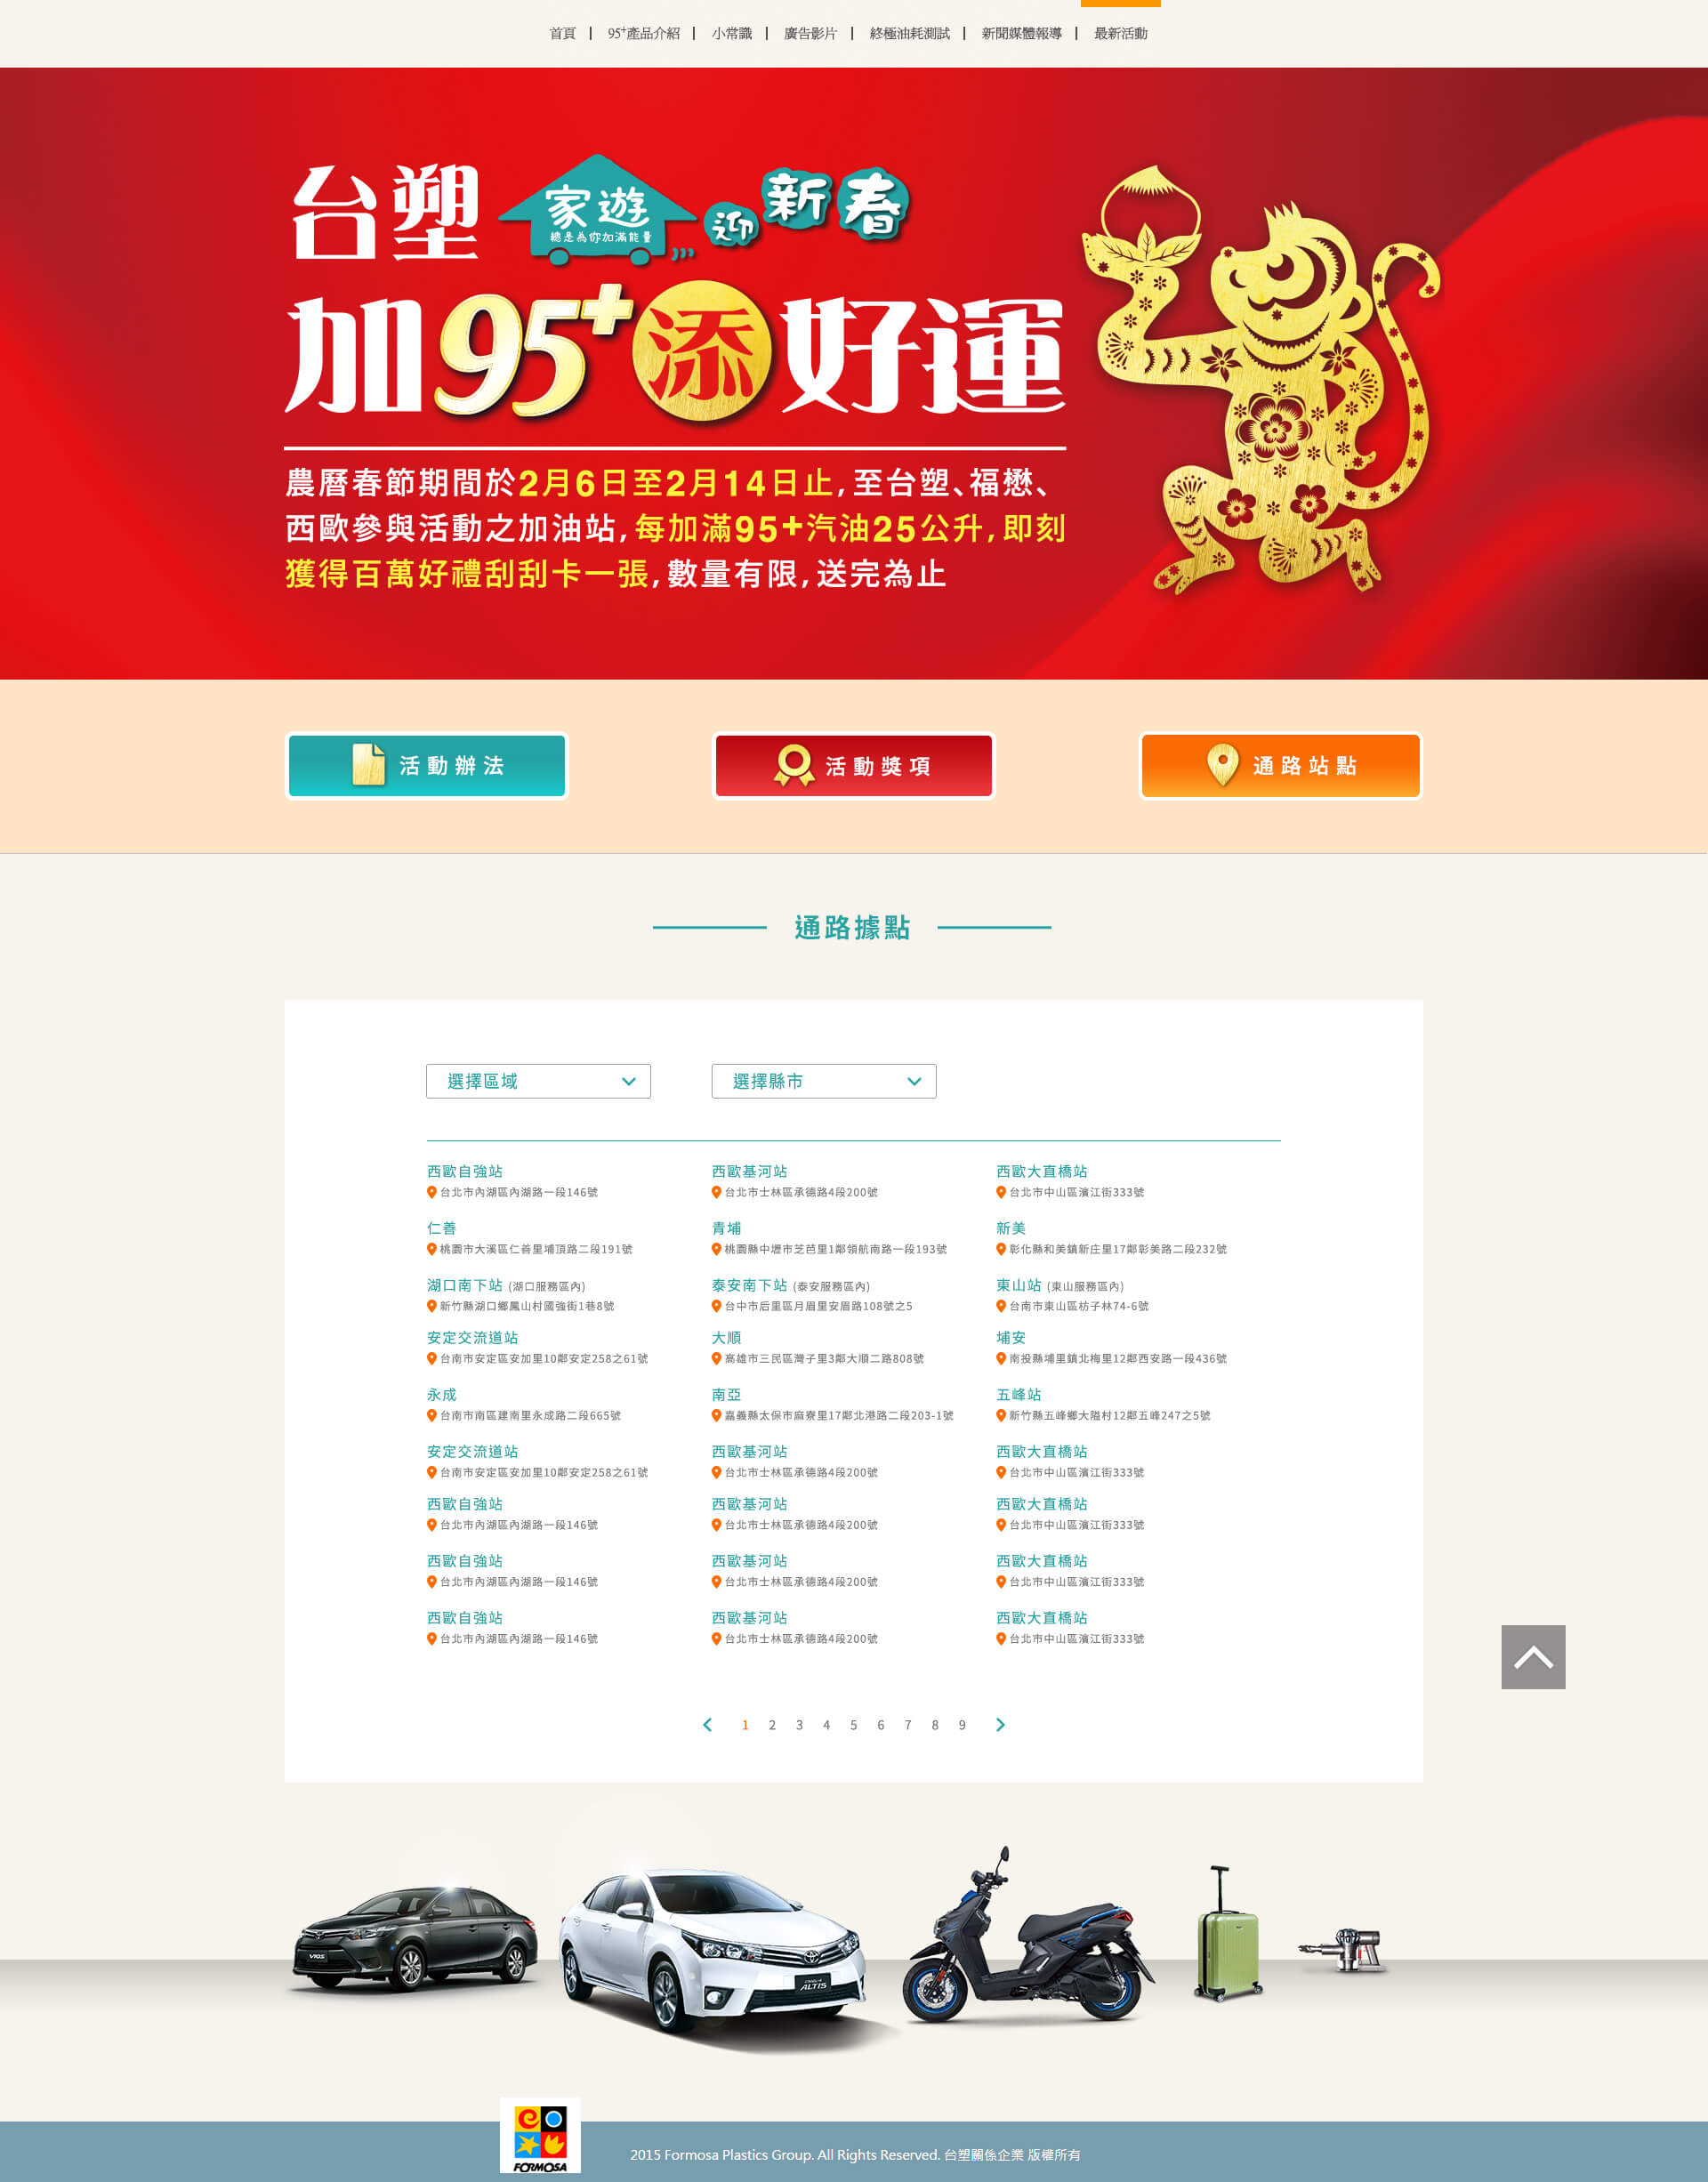 首頁 | 95+產品介紹 | 小常識 | 廣告影片 | 終極油耗測試 | 新聞媒體報導 | 最新活動
台塑 家遊 迎新春
總是為你加滿能量
加95+添好運
農曆春節期間於2月6日至2月14日止,至台塑、福懋、
西歐參與活動之加油站,每加滿95+汽油25公升,即刻
獲得百萬好禮刮刮卡一張,數量有限,送完為止
活動辦法 活動獎項 通路站點
通路據點
選擇區域 選擇縣市
西歐自強站 西歐基河站 西歐大直橋站
台北市內湖區內湖路一段146號 台北市士林區承德路4段200號 台北市中山區濱江街333號
仁善 青埔 新美
桃園市大溪區仁善里埔頂路二段191號 桃園縣中壢市芝芭里1鄰領航南路一段193號 彰化縣和美鎮新庄里17鄰彰美路二段232號
湖口南下站 (湖口服務區內) 泰安南下站 (泰安服務區內) 東山站 (東山服務區內)
新竹縣湖口鄉鳳山村國強街1巷8號 台中市后里區月眉里安眉路108號之5 台南市東山區枋子林74-6號
安定交流道站 大順 埔安
台南市安定區安加里10鄰安定258之61號 高雄市三民區灣子里3鄰大順二路808號 南投縣埔里鎮北梅里12鄰西安路一段436號
永成 南亞 五峰站
台南市南區建南里永成路二段665號 嘉義縣太保市麻寮里17鄰北港路二段203-1號 新竹縣五峰鄉大隘村12鄰五峰247之5號
安定交流道站 西歐基河站 西歐大直橋站
台南市安定區安加里10鄰安定258之61號 台北市士林區承德路4段200號 台北市中山區濱江街333號
西歐自強站 西歐基河站 西歐大直橋站
台北市內湖區內湖路一段146號 台北市士林區承德路4段200號 台北市中山區濱江街333號
西歐自強站 西歐基河站 西歐大直橋站
台北市內湖區內湖路一段146號 台北市士林區承德路4段200號 台北市中山區濱江街333號
西歐自強站 西歐基河站 西歐大直橋站
台北市內湖區內湖路一段146號 台北市士林區承德路4段200號 台北市中山區濱江街333號
1 2 3 4 5 6 7 8 9
VIOS
ALTIS
FORMOSA
2015 Formosa Plastics Group. All Rights Reserved. 台塑關係企業 版權所有